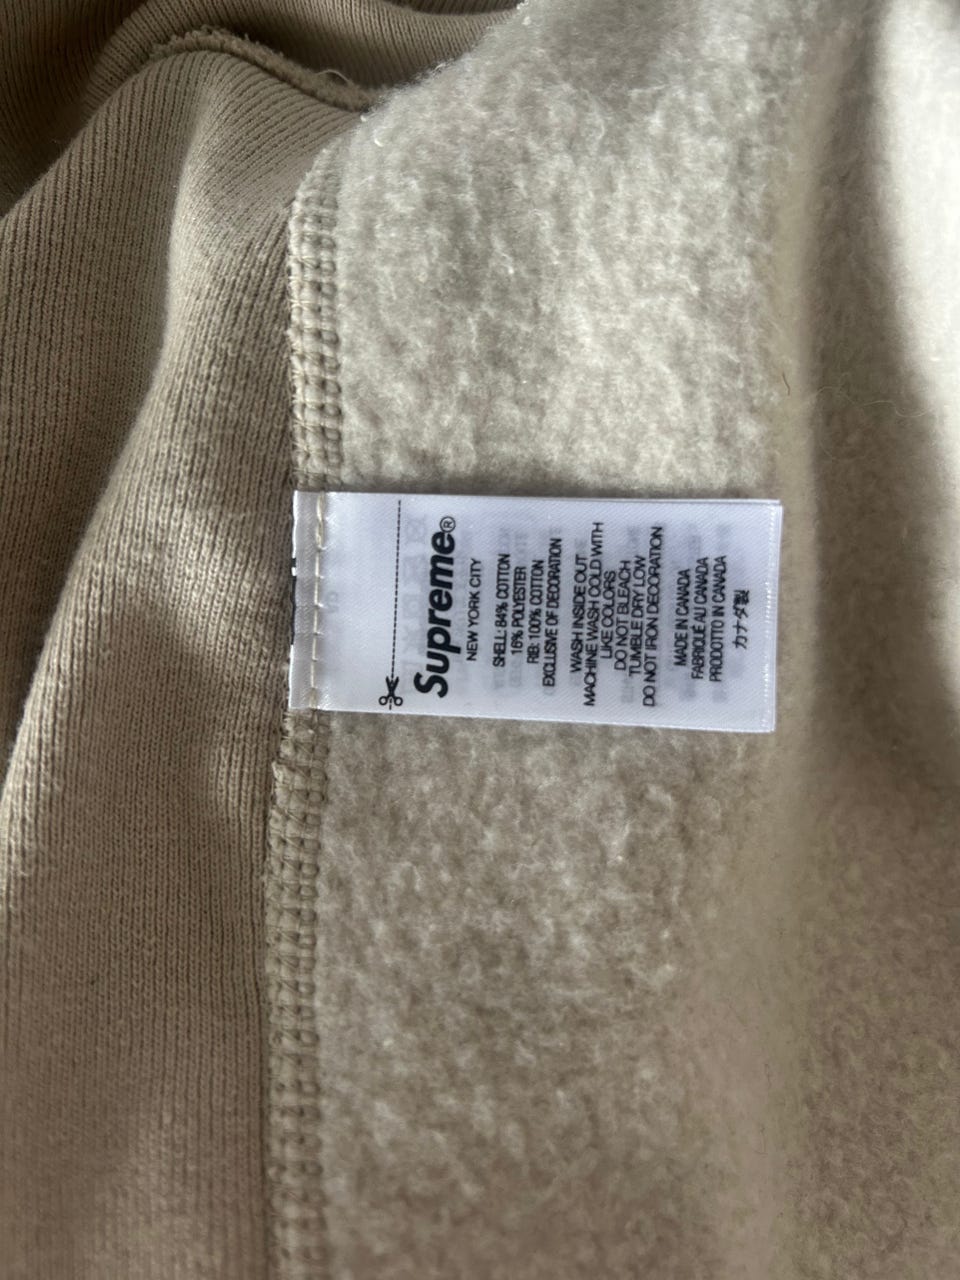 Supreme®
NEW YORK CITY
SHELL: 84% COTTON
16% POLYESTER
RIB: 100% COTTON
EXCLUSIVE OF DECORATION
WASH INSIDE OUT
MACHINE WASH COLD WITH
LIKE COLORS
DO NOT BLEACH
TUMBLE DRY LOW
DO NOT IRON DECORATION
MADE IN CANADA
FABRIQUÉ AU CANADA
PRODOTTO IN CANADA
カナダ製